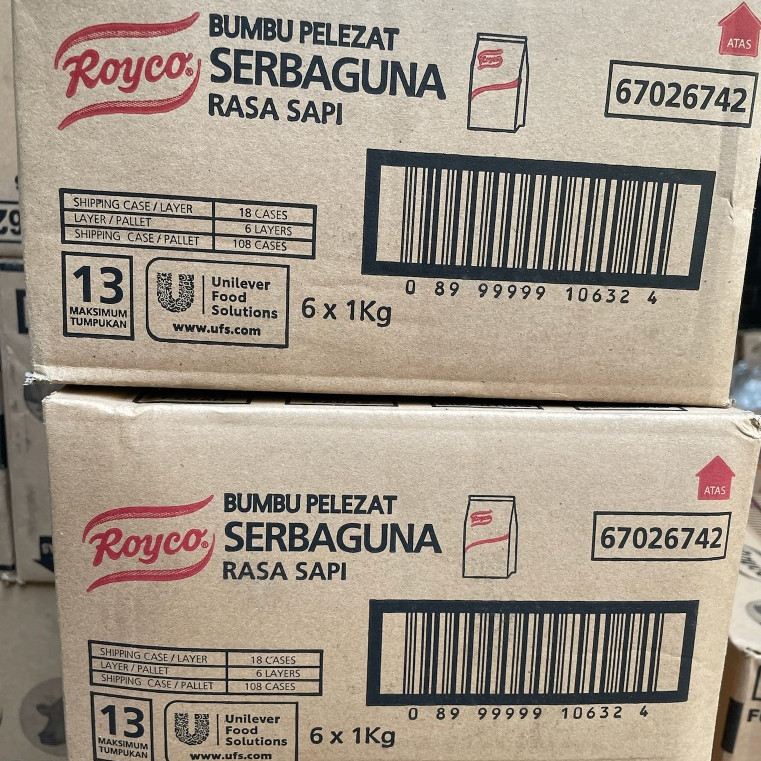 Royco
BUMBU PELEZAT
SERBAGUNA
RASA SAPI
Royco
67026742
ATAS
SHIPPING CASE / LAYER 18 CASES
LAYER / PALLET 6 LAYERS
SHIPPING CASE / PALLET 108 CASES
13
MAKSIMUM
TUMPUKAN
Unilever
Food
Solutions
www.ufs.com
6 x 1Kg
0 89 99999 10632 4
Royco
BUMBU PELEZAT
SERBAGUNA
RASA SAPI
Royco
67026742
ATAS
SHIPPING CASE / LAYER 18 CASES
LAYER / PALLET 6 LAYERS
SHIPPING CASE / PALLET 108 CASES
13
MAKSIMUM
TUMPUKAN
Unilever
Food
Solutions
www.ufs.com
6 x 1Kg
0 89 99999 10632 4